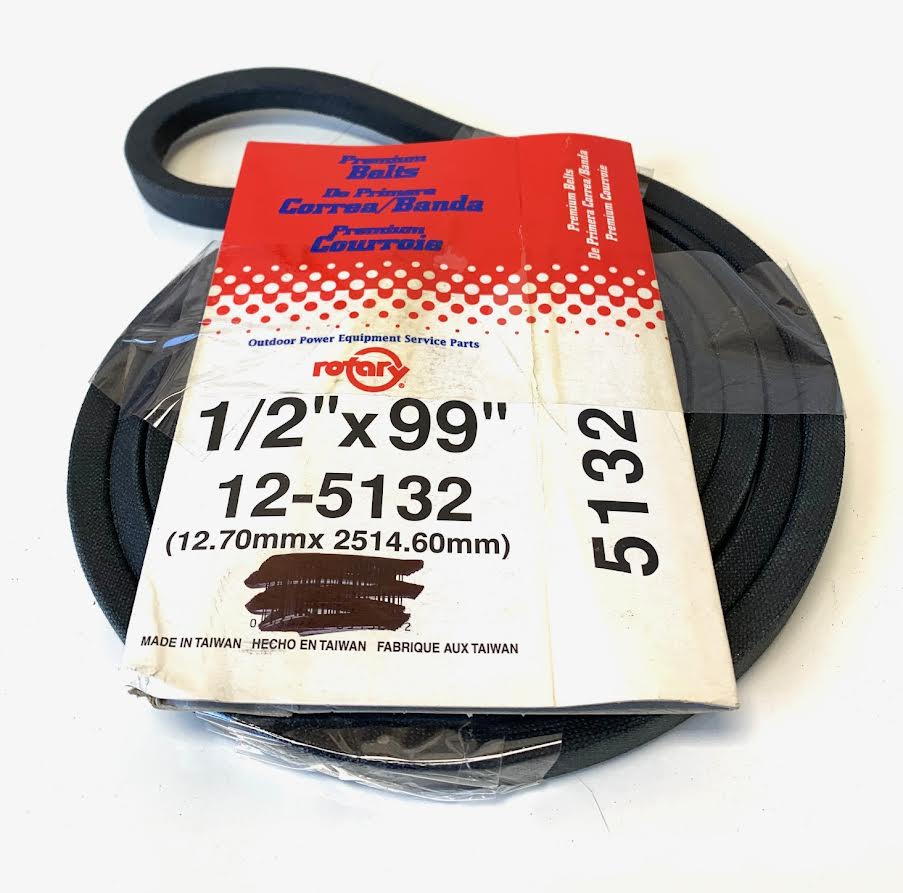 Premium
Belts
De Primera
Correa/Banda
Premium
Courroie
Outdoor Power Equipment Service Parts
rotary®
1/2"x99"
12-5132
(12.70mmx 2514.60mm)
MADE IN TAIWAN HECHO EN TAIWAN FABRIQUE AUX TAIWAN
Premium Belts
De Primera Correa/Banda
Premium Courroie
5132